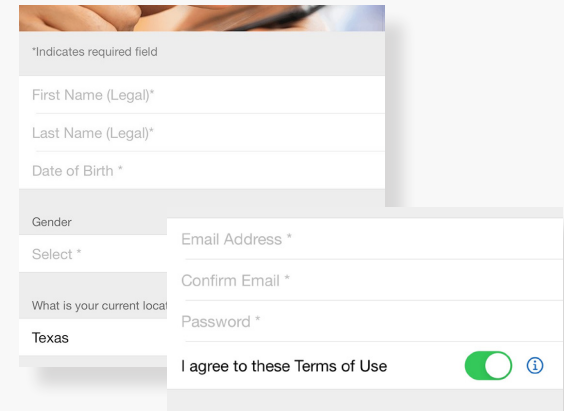 *Indicates required field
First Name (Legal)*
Last Name (Legal)*
Date of Birth *
Gender
Select *
What is your current locat
Texas
Email Address *
Confirm Email *
Password *
I agree to these Terms of Use